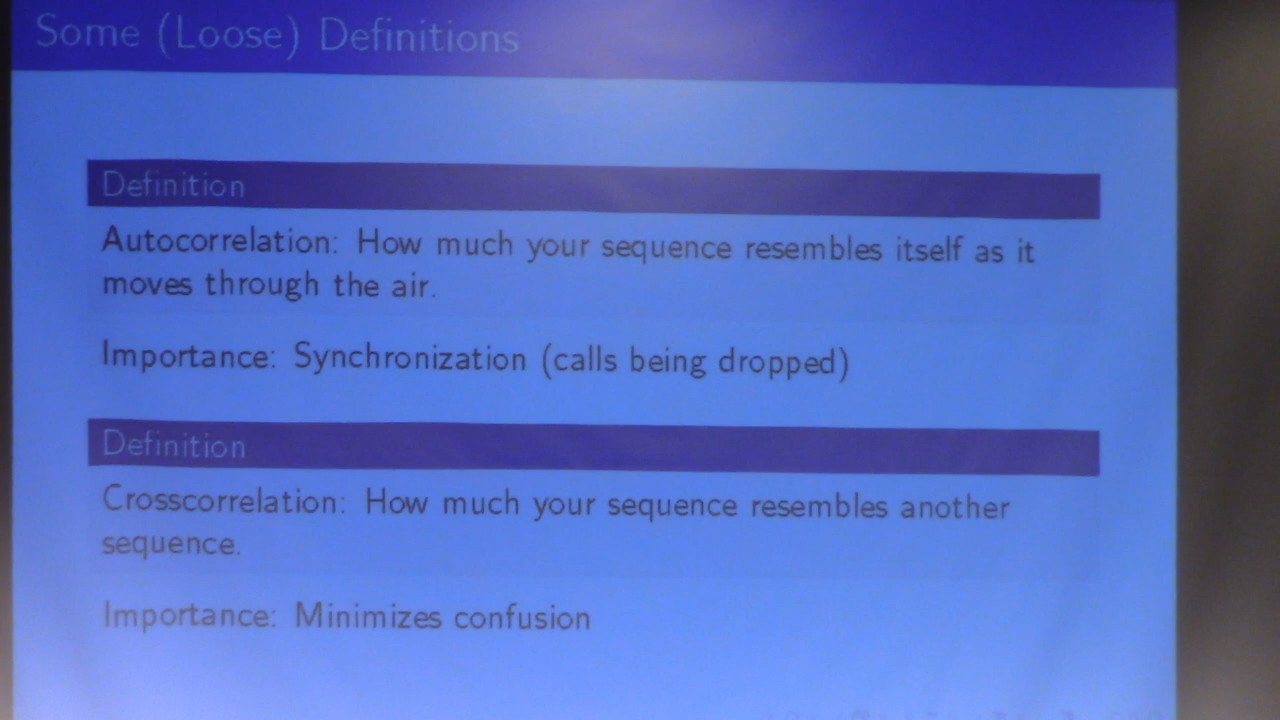 Some (Loose) Definitions
Definition
Autocorrelation: How much your sequence resembles itself as it
moves through the air.
Importance: Synchronization (calls being dropped)
Definition
Crosscorrelation: How much your sequence resembles another
sequence.
Importance: Minimizes confusion